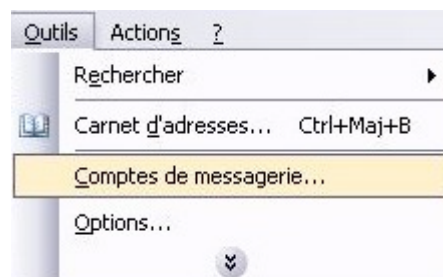 Outils Actions ?
Rechercher
Carnet d'adresses... Ctrl+Maj+B
Comptes de messagerie...
Options...